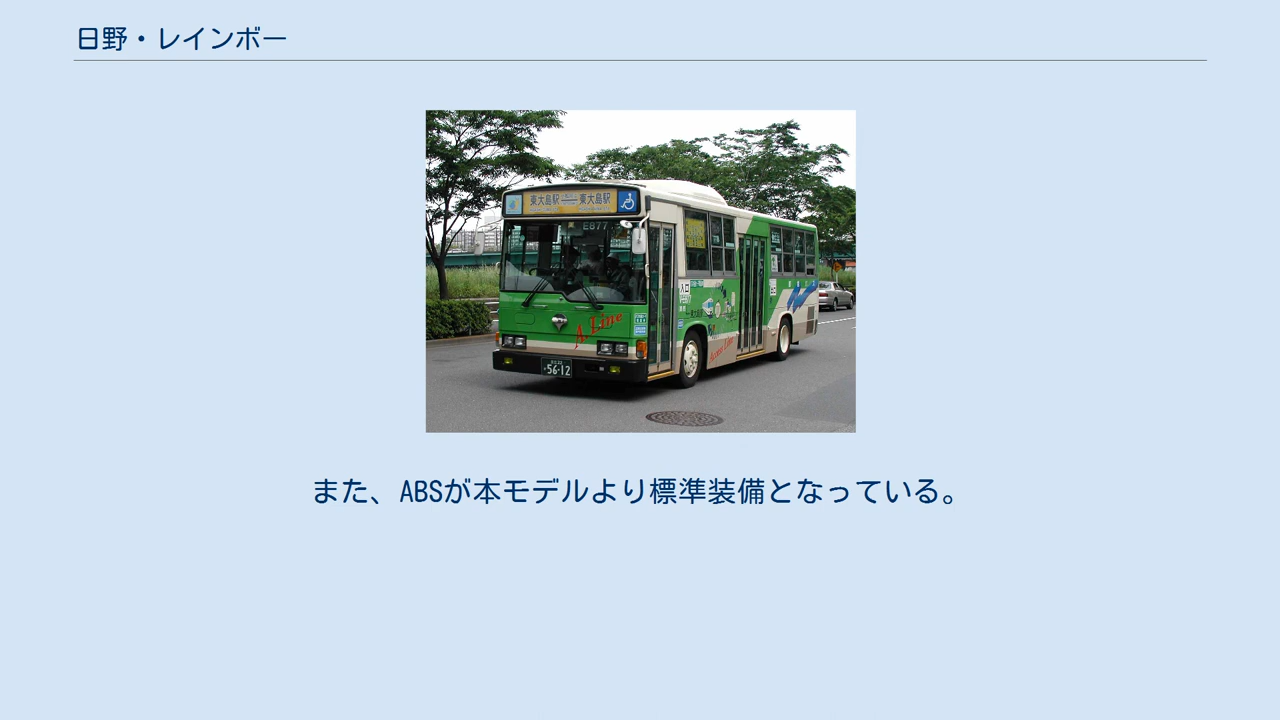 日野・レインボー
東大島駅 東大島駅
E877
入口
A Line
56-12
また、ABSが本モデルより標準装備となっている。